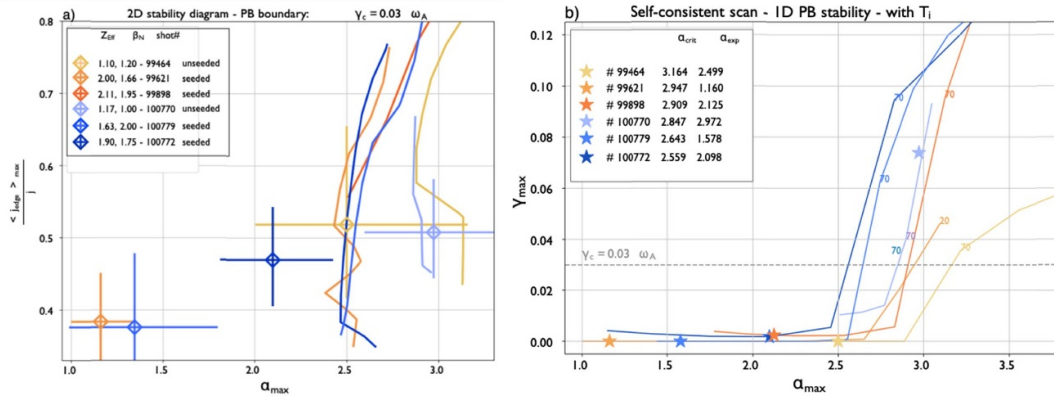 a)
2D stability diagram - PB boundary: γc = 0.03 ωA
ZEff βN shot#
1.10, 1.20 - 99464 unseeded
2.00, 1.66 - 99621 seeded
2.11, 1.95 - 99898 seeded
1.17, 1.00 - 100770 unseeded
1.63, 2.00 - 100779 seeded
1.90, 1.75 - 100772 seeded
0.8
0.7
0.6
0.5
0.4
< jedge > max
j
1.0 1.5 2.0 2.5 3.0
αmax
b)
Self-consistent scan - 1D PB stability - with Ti
αcrit αexp
# 99464 3.164 2.499
# 99621 2.947 1.160
# 99898 2.909 2.125
# 100770 2.847 2.972
# 100779 2.643 1.578
# 100772 2.559 2.098
0.12
0.10
0.08
0.06
0.04
0.02
0.00
γmax
70
70
70
20
70
70
70
γc = 0.03 ωA
1.0 1.5 2.0 2.5 3.0 3.5
αmax